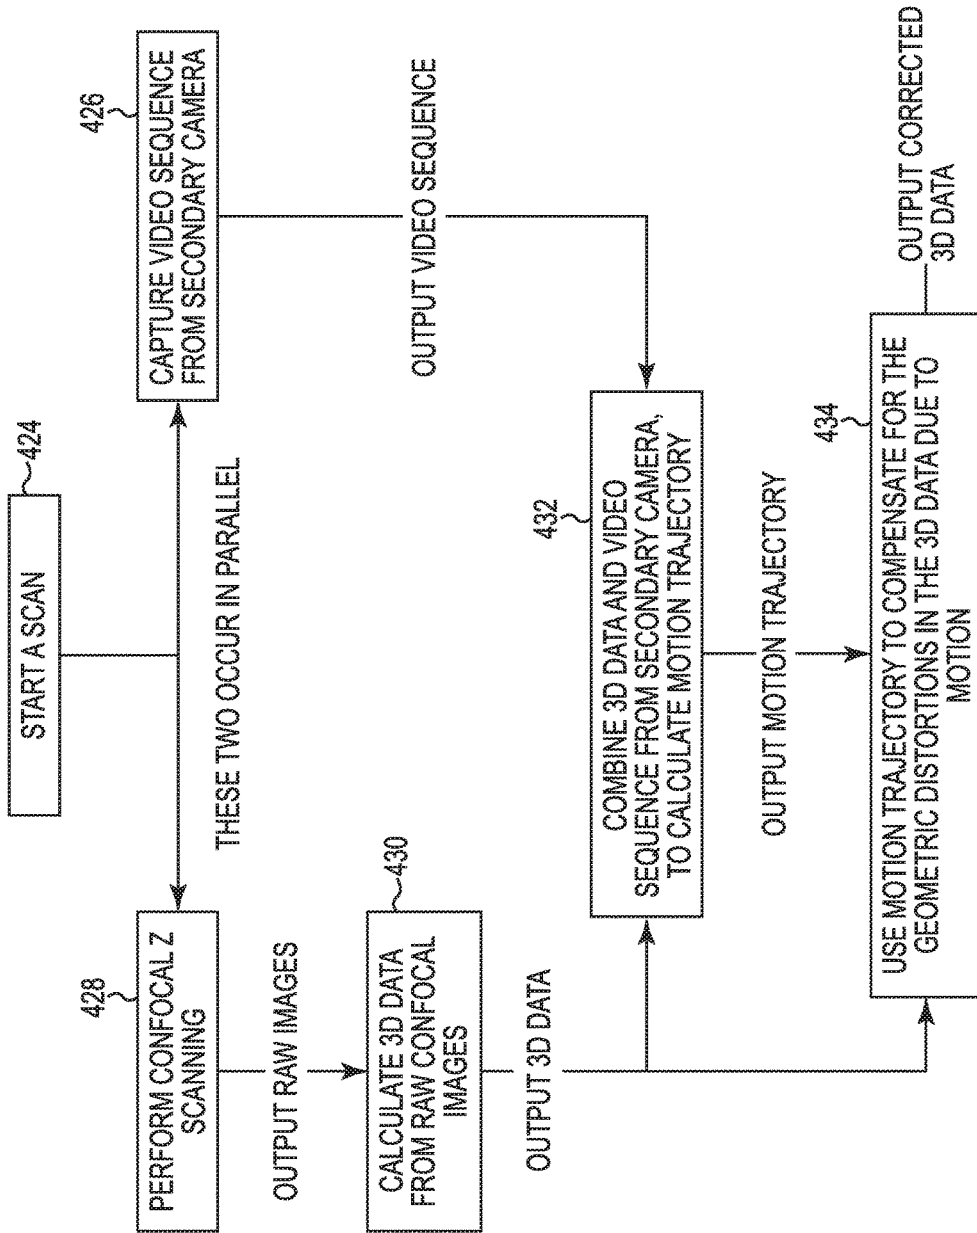 424
START A SCAN
THESE TWO OCCUR IN PARALLEL
428
PERFORM CONFOCAL Z
SCANNING
426
CAPTURE VIDEO SEQUENCE
FROM SECONDARY CAMERA
OUTPUT RAW IMAGES
430
CALCULATE 3D DATA
FROM RAW CONFOCAL
IMAGES
OUTPUT VIDEO SEQUENCE
OUTPUT 3D DATA
432
COMBINE 3D DATA AND VIDEO
SEQUENCE FROM SECONDARY CAMERA,
TO CALCULATE MOTION TRAJECTORY
OUTPUT MOTION TRAJECTORY
434
USE MOTION TRAJECTORY TO COMPENSATE FOR THE
GEOMETRIC DISTORTIONS IN THE 3D DATA DUE TO
MOTION
OUTPUT CORRECTED
3D DATA